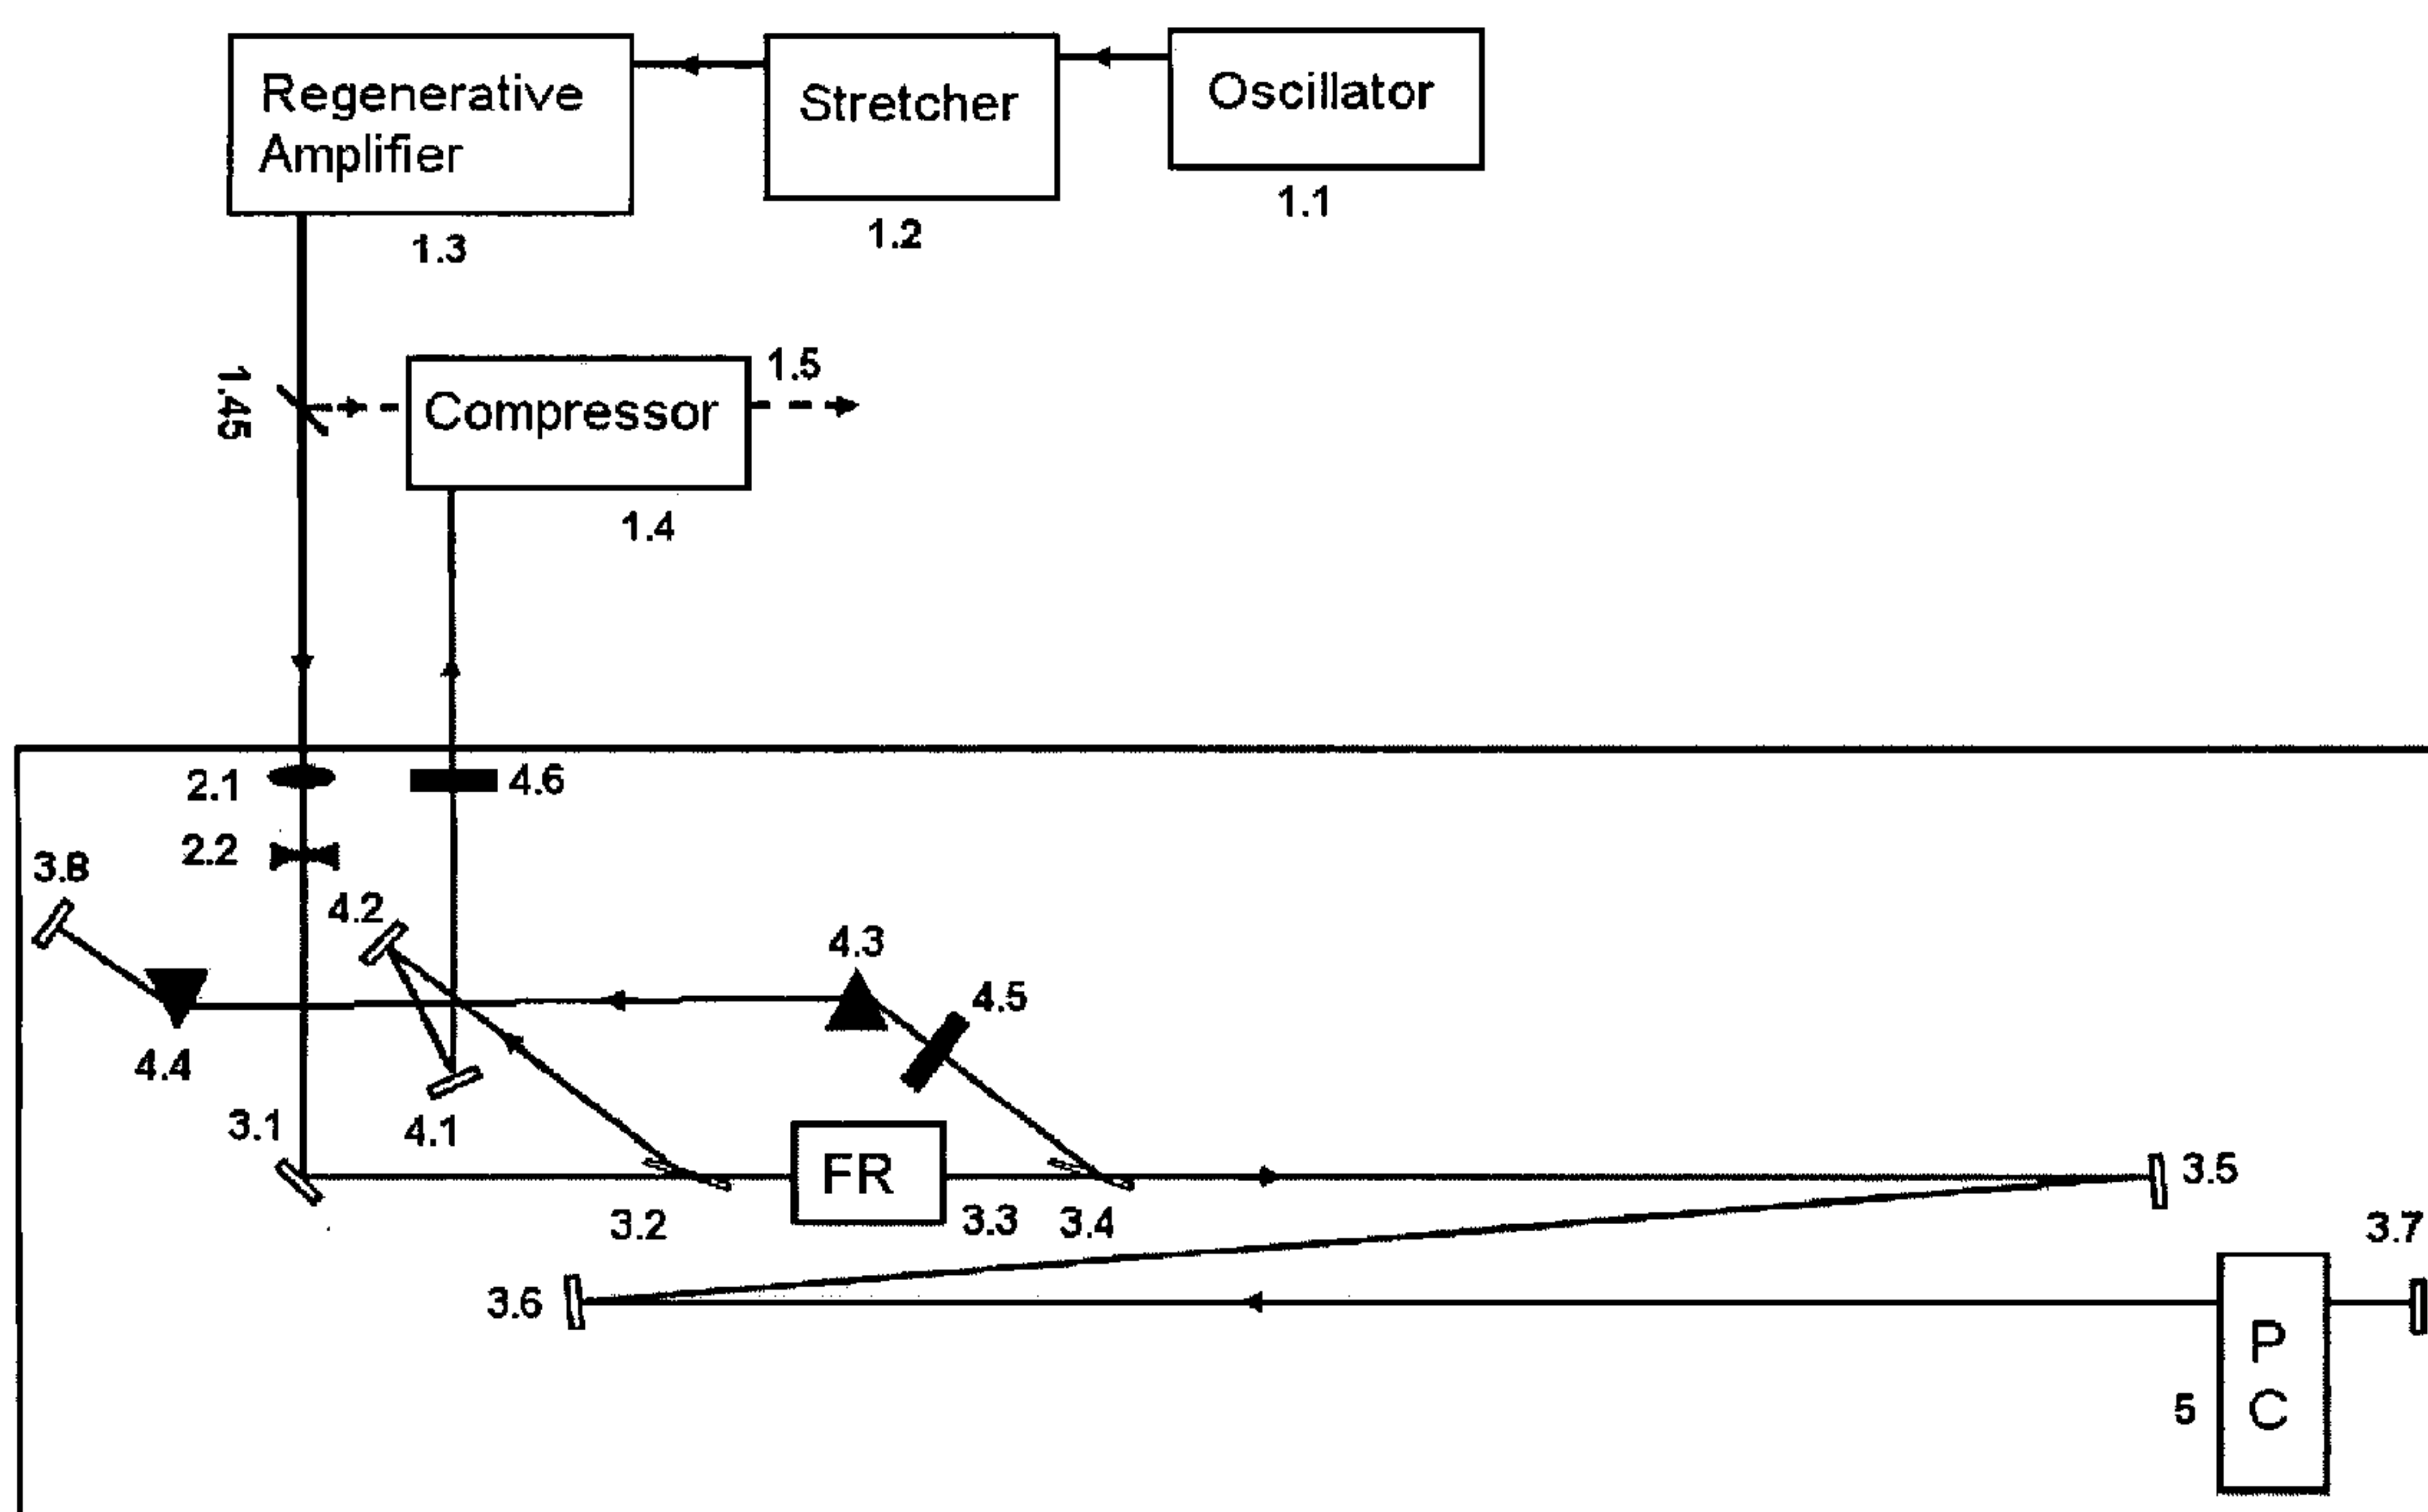 Regenerative
Amplifier
Stretcher
Oscillator
1.3
1.2
1.1
1.45
Compressor
1.5
1.4
2.1
4.6
2.2
3.8
4.2
4.3
4.5
4.4
4.1
3.1
FR
3.2
3.3
3.4
3.5
3.6
3.7
P
C
5